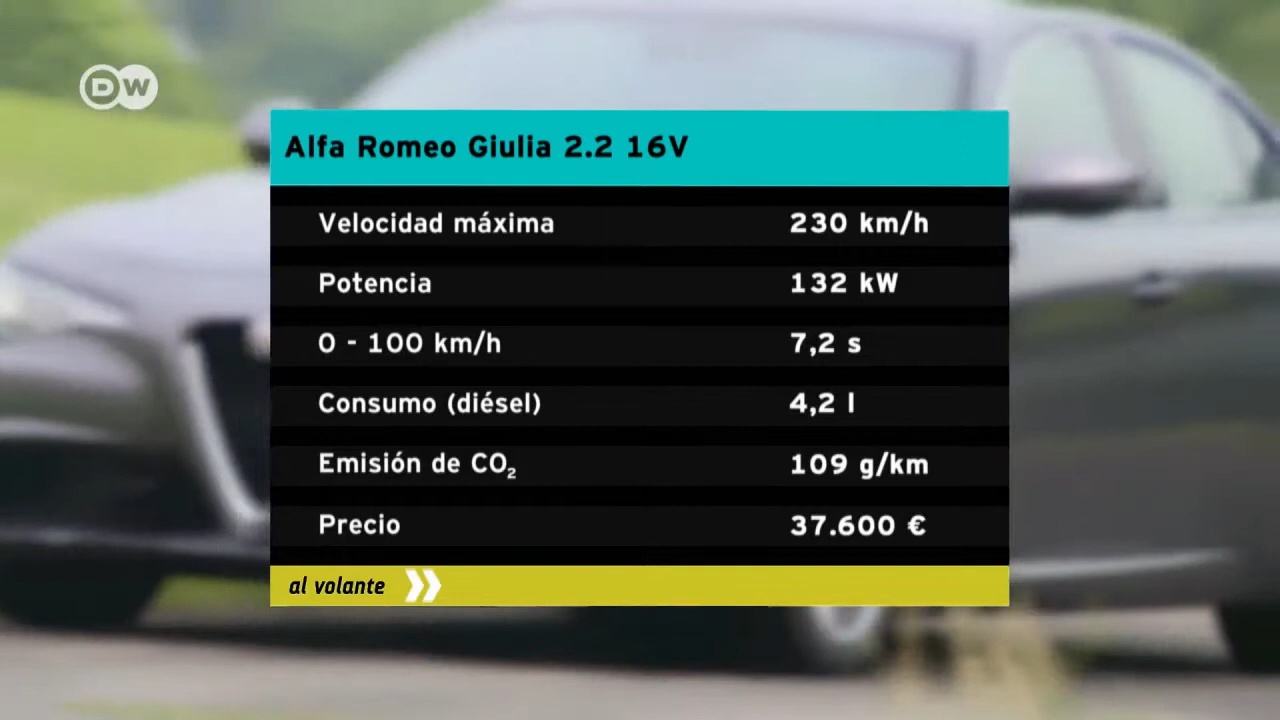 DW
Alfa Romeo Giulia 2.2 16V
Velocidad máxima 230 km/h
Potencia 132 kW
0 - 100 km/h 7,2 s
Consumo (diésel) 4,2 l
Emisión de CO₂ 109 g/km
Precio 37.600 €
al volante